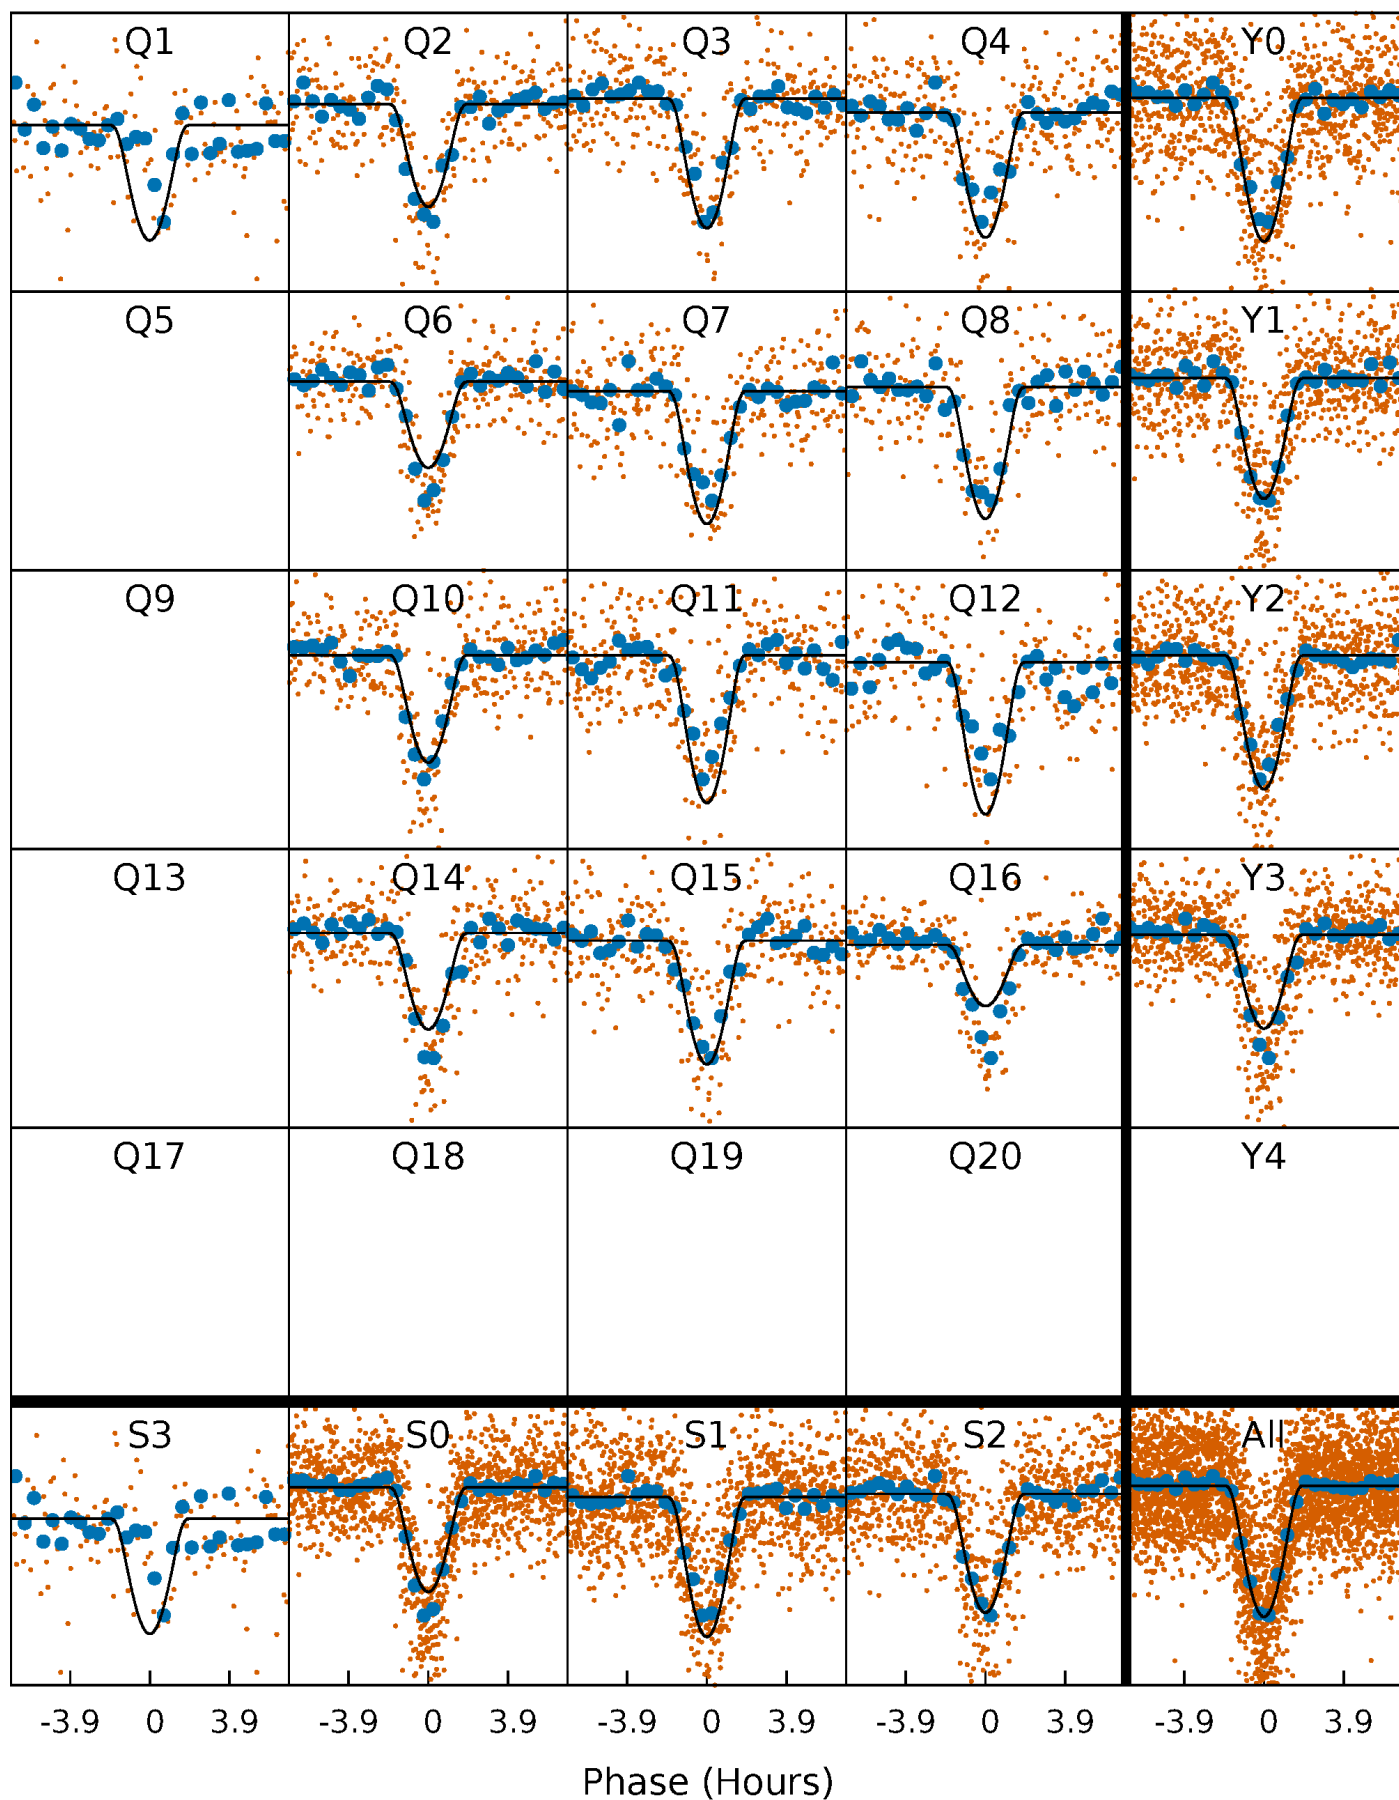 Q1 Q2 Q3 Q4 Y0
Q5 Q6 Q7 Q8 Y1
Q9 Q10 Q11 Q12 Y2
Q13 Q14 Q15 Q16 Y3
Q17 Q18 Q19 Q20 Y4
S3 S0 S1 S2 All
-3.9 0 3.9 -3.9 0 3.9 -3.9 0 3.9 -3.9 0 3.9 -3.9 0 3.9
Phase (Hours)